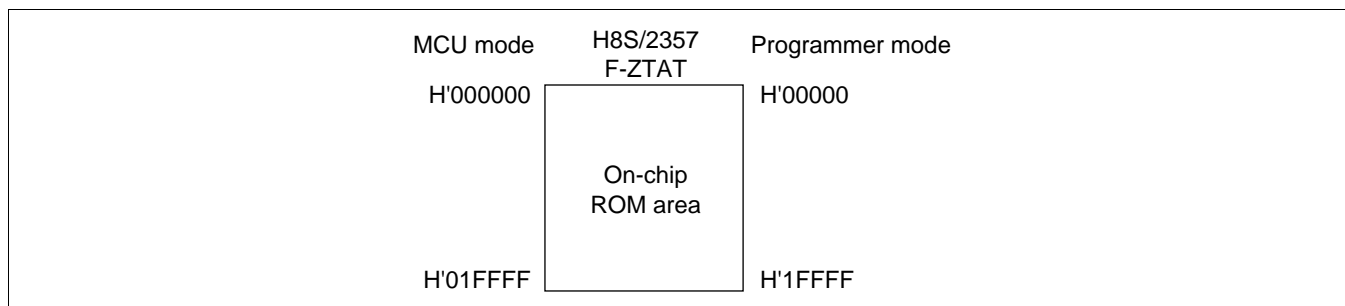 MCU mode
H8S/2357
F-ZTAT
Programmer mode
H'000000
H'00000
On-chip
ROM area
H'01FFFF
H'1FFFF